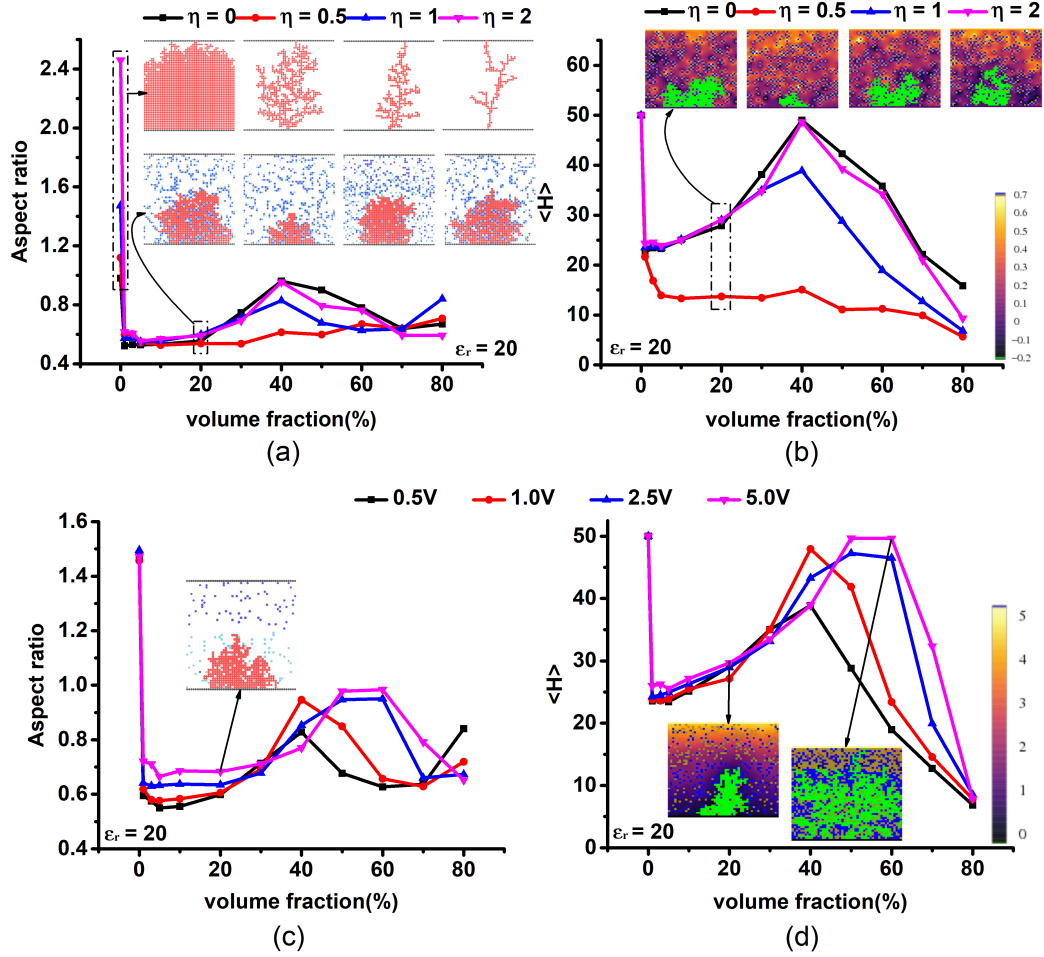 η = 0 η = 0.5 η = 1 η = 2
Aspect ratio
2.4
2.0
1.6
1.2
0.8
0.4
0 20 40 60 80
εr = 20
volume fraction(%)
(a)
η = 0 η = 0.5 η = 1 η = 2
<H>
60
50
40
30
20
10
0
0 20 40 60 80
εr = 20
0.7
0.6
0.5
0.4
0.3
0.2
0.1
0
−0.1
−0.2
volume fraction(%)
(b)
0.5V 1.0V 2.5V 5.0V
Aspect ratio
1.6
1.4
1.2
1.0
0.8
0.6
0.4
0 20 40 60 80
εr = 20
volume fraction(%)
(c)
<H>
50
40
30
20
10
0
0 20 40 60 80
εr = 20
5
4
3
2
1
0
volume fraction(%)
(d)